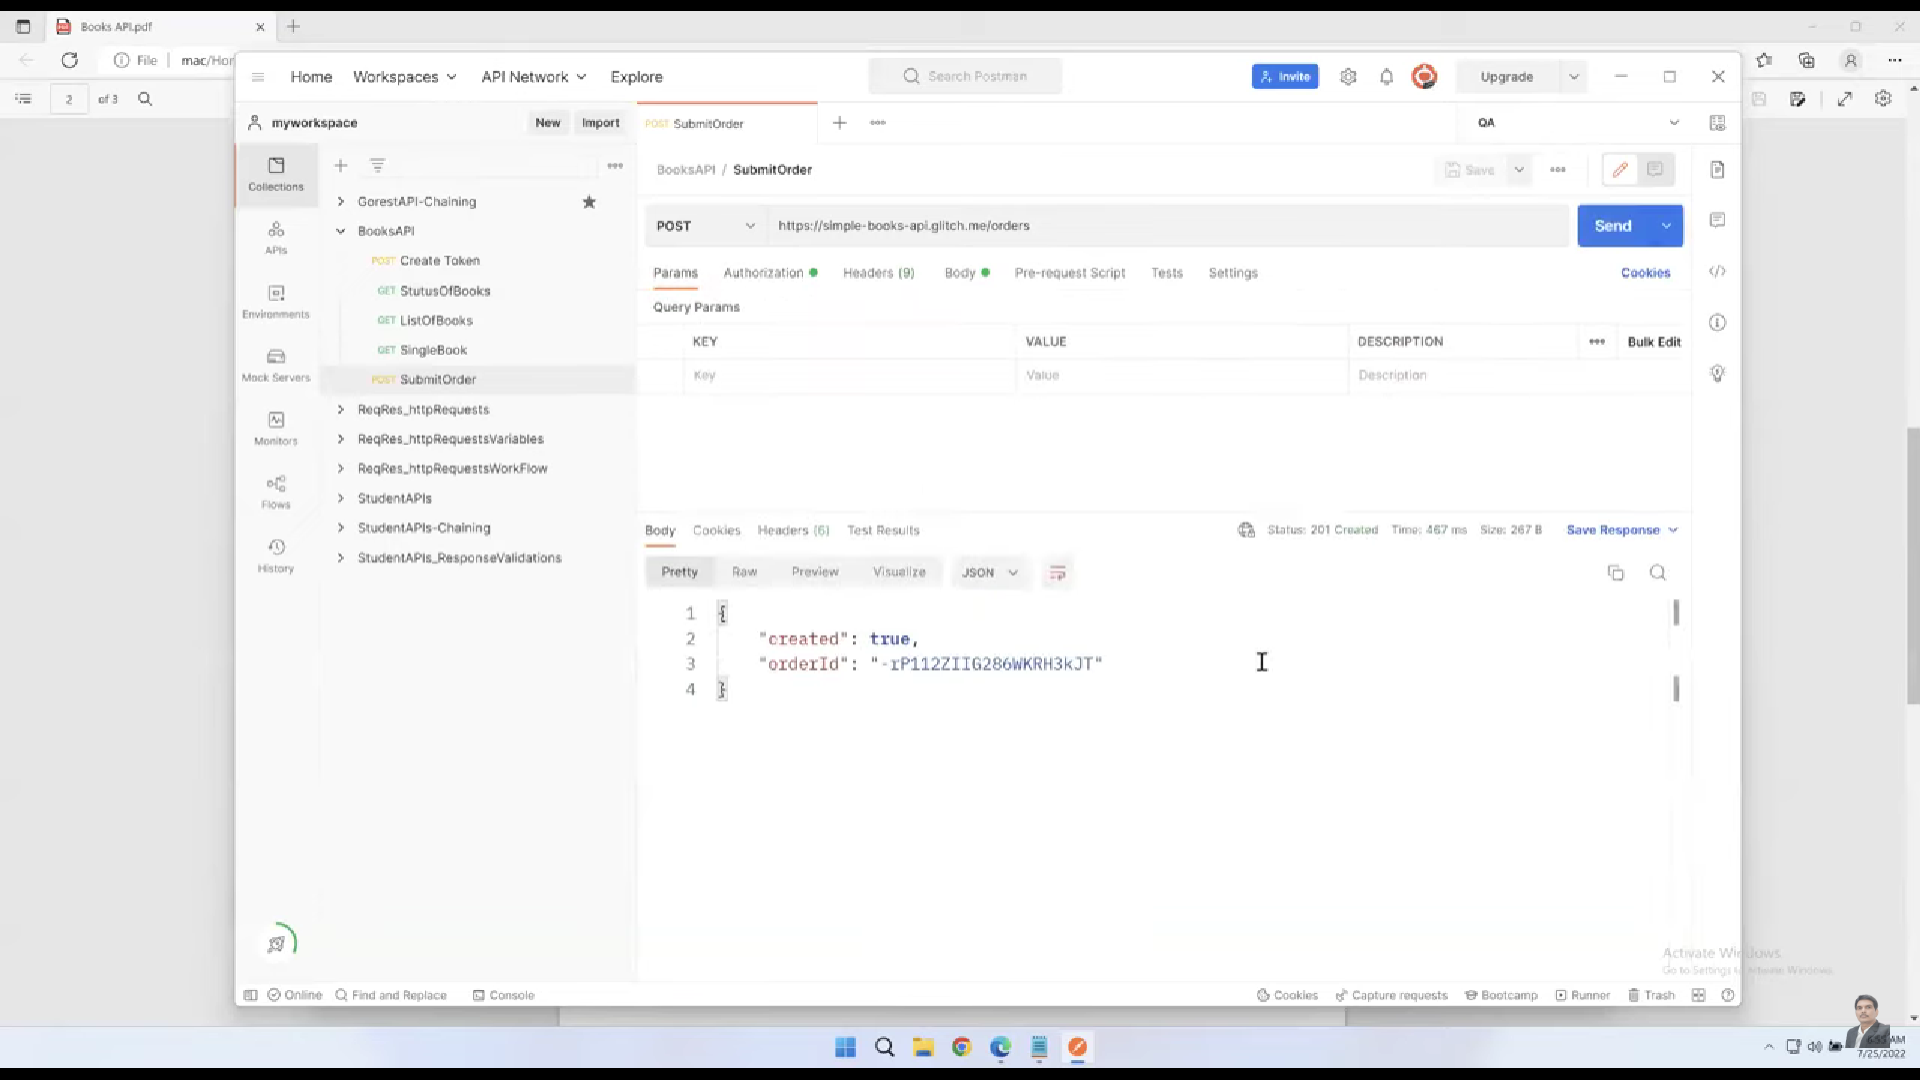 Books API.pdf
File
mac/Hor
2 of 3
Home Workspaces API Network Explore
Search Postman
Invite
Upgrade
myworkspace
New Import
POST SubmitOrder
QA
Collections
APIs
Environments
Mock Servers
Monitors
Flows
History
GorestAPI-Chaining
BooksAPI
POST Create Token
GET StutusOfBooks
GET ListOfBooks
GET SingleBook
POST SubmitOrder
ReqRes_httpRequests
ReqRes_httpRequestsVariables
ReqRes_httpRequestsWorkFlow
StudentAPIs
StudentAPIs-Chaining
StudentAPIs_ResponseValidations
BooksAPI / SubmitOrder
Save
POST https://simple-books-api.glitch.me/orders
Send
Params Authorization Headers (9) Body Pre-request Script Tests Settings
Cookies
Query Params
KEY VALUE DESCRIPTION Bulk Edit
Key Value Description
Body Cookies Headers (6) Test Results
Status: 201 Created Time: 467 ms Size: 267 B Save Response
Pretty Raw Preview Visualize JSON
1 {
2 "created": true,
3 "orderId": "-rP112ZIIG286WKRH3kJT"
4 }
Activate Windows
Go to Settings to activate Windows.
Online Find and Replace Console
Cookies Capture requests Bootcamp Runner Trash
AM
7/25/2022